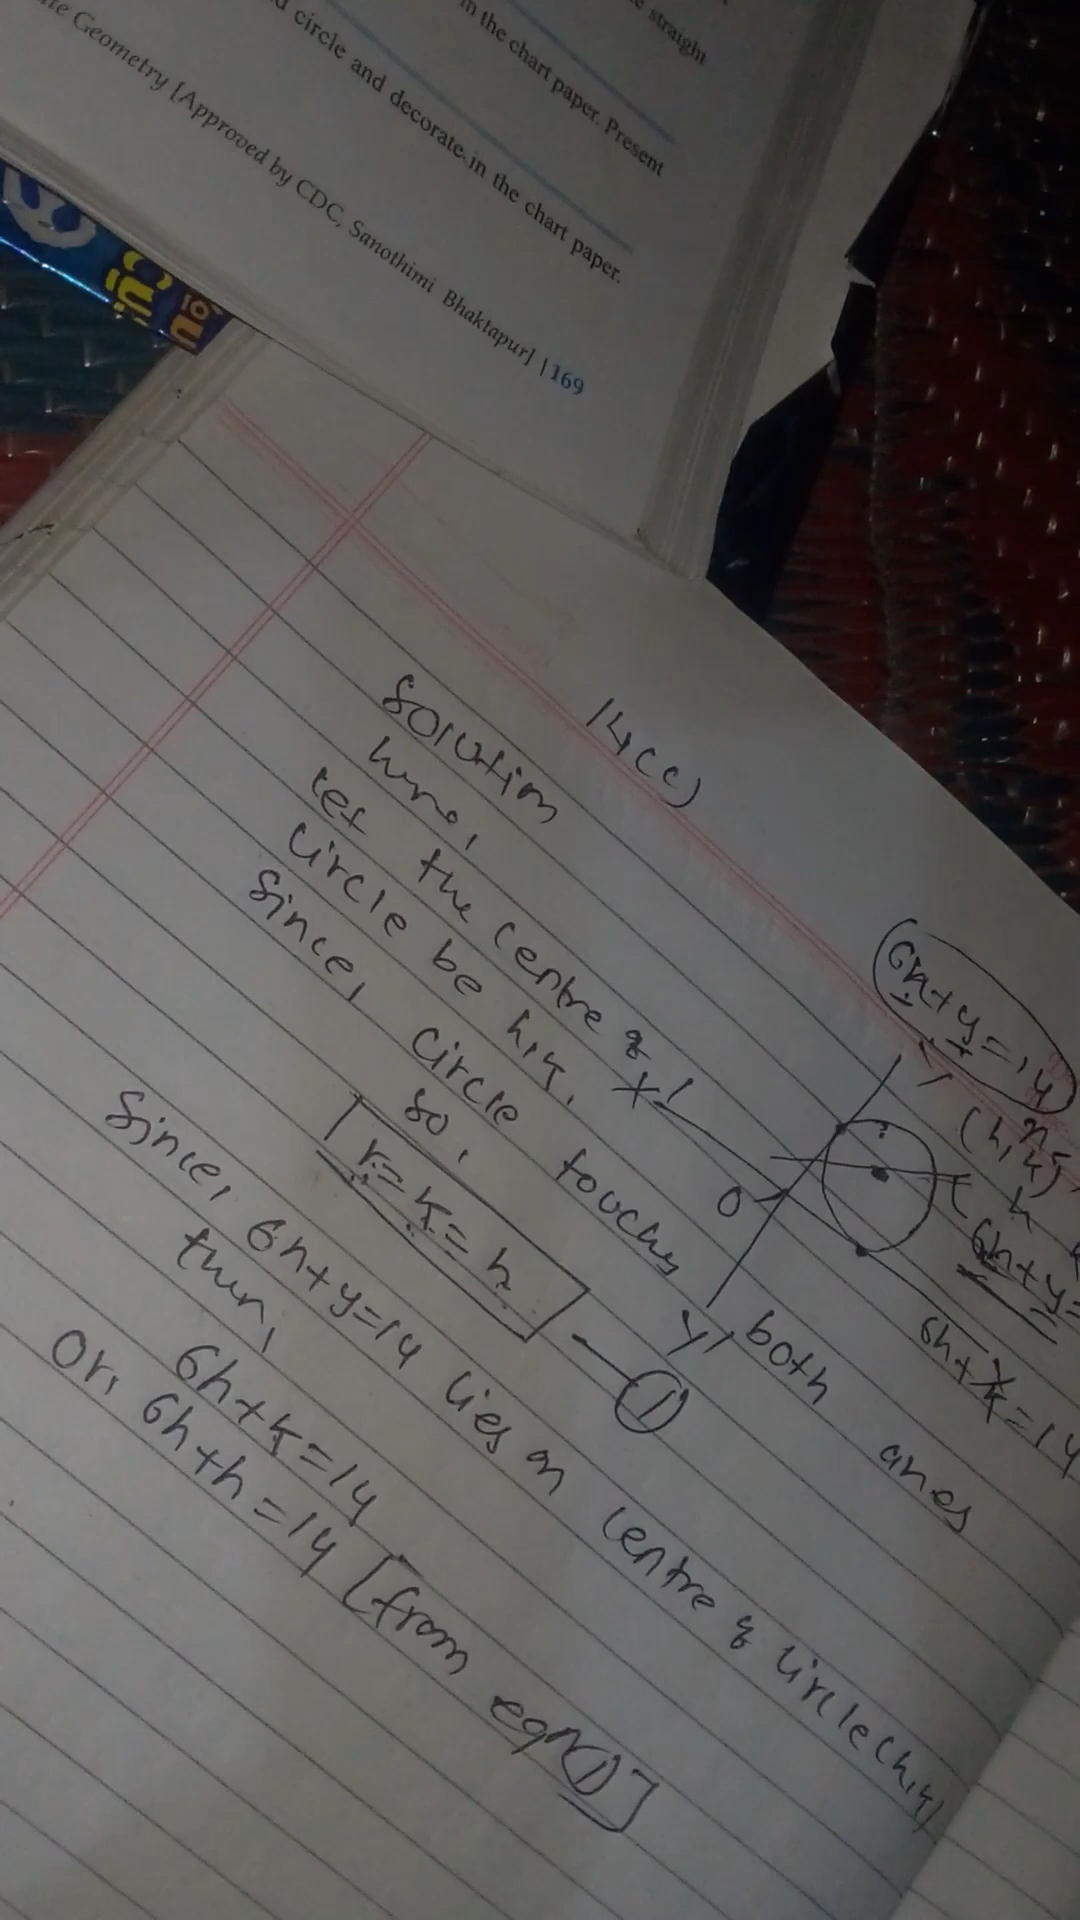 straight
in the chart paper. Present
circle and decorate in the chart paper.
Geometry [Approved by CDC, Sanothimi Bhaktapur] | 169
14(c)
Solution
here,
let the centre of
circle be h,k.
Since, circle touches both axes
so,
r=k=h
①
Since, 6x+y=14 lies on centre of circle (h,k)
then,
6h+k=14
Or, 6h+h=14 [from eqn ①]
6x+y=14
X'
Y
(h,k)
O
Y'
6x+y=
6h+k=14